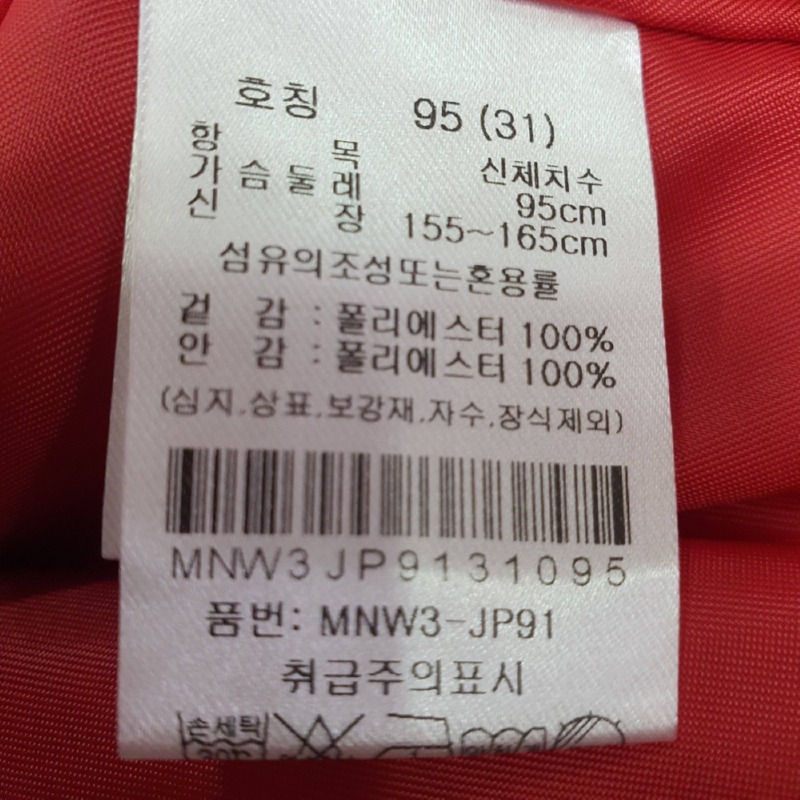 호칭 95 (31)
항목 신체치수
가슴둘레 95cm
신장 155~165cm
섬유의조성또는혼용률
겉감 : 폴리에스터 100%
안감 : 폴리에스터 100%
(심지,상표,보강재,자수,장식제외)
MNW3JP9131095
품번: MNW3-JP91
취급주의표시
손세탁
30℃